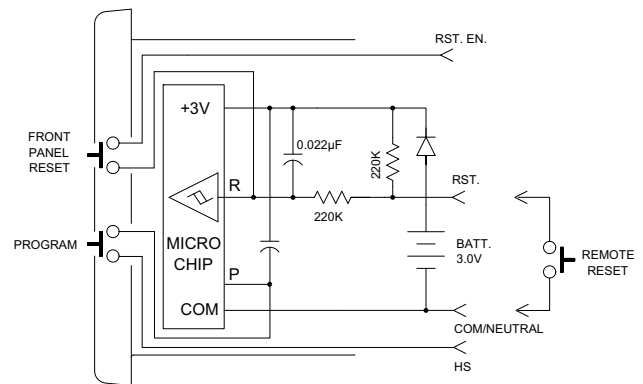 RST. EN.
+3V
FRONT
PANEL
RESET
0.022µF
220K
R
RST.
220K
PROGRAM
MICRO
CHIP
BATT.
3.0V
REMOTE
RESET
P
COM
COM/NEUTRAL
HS